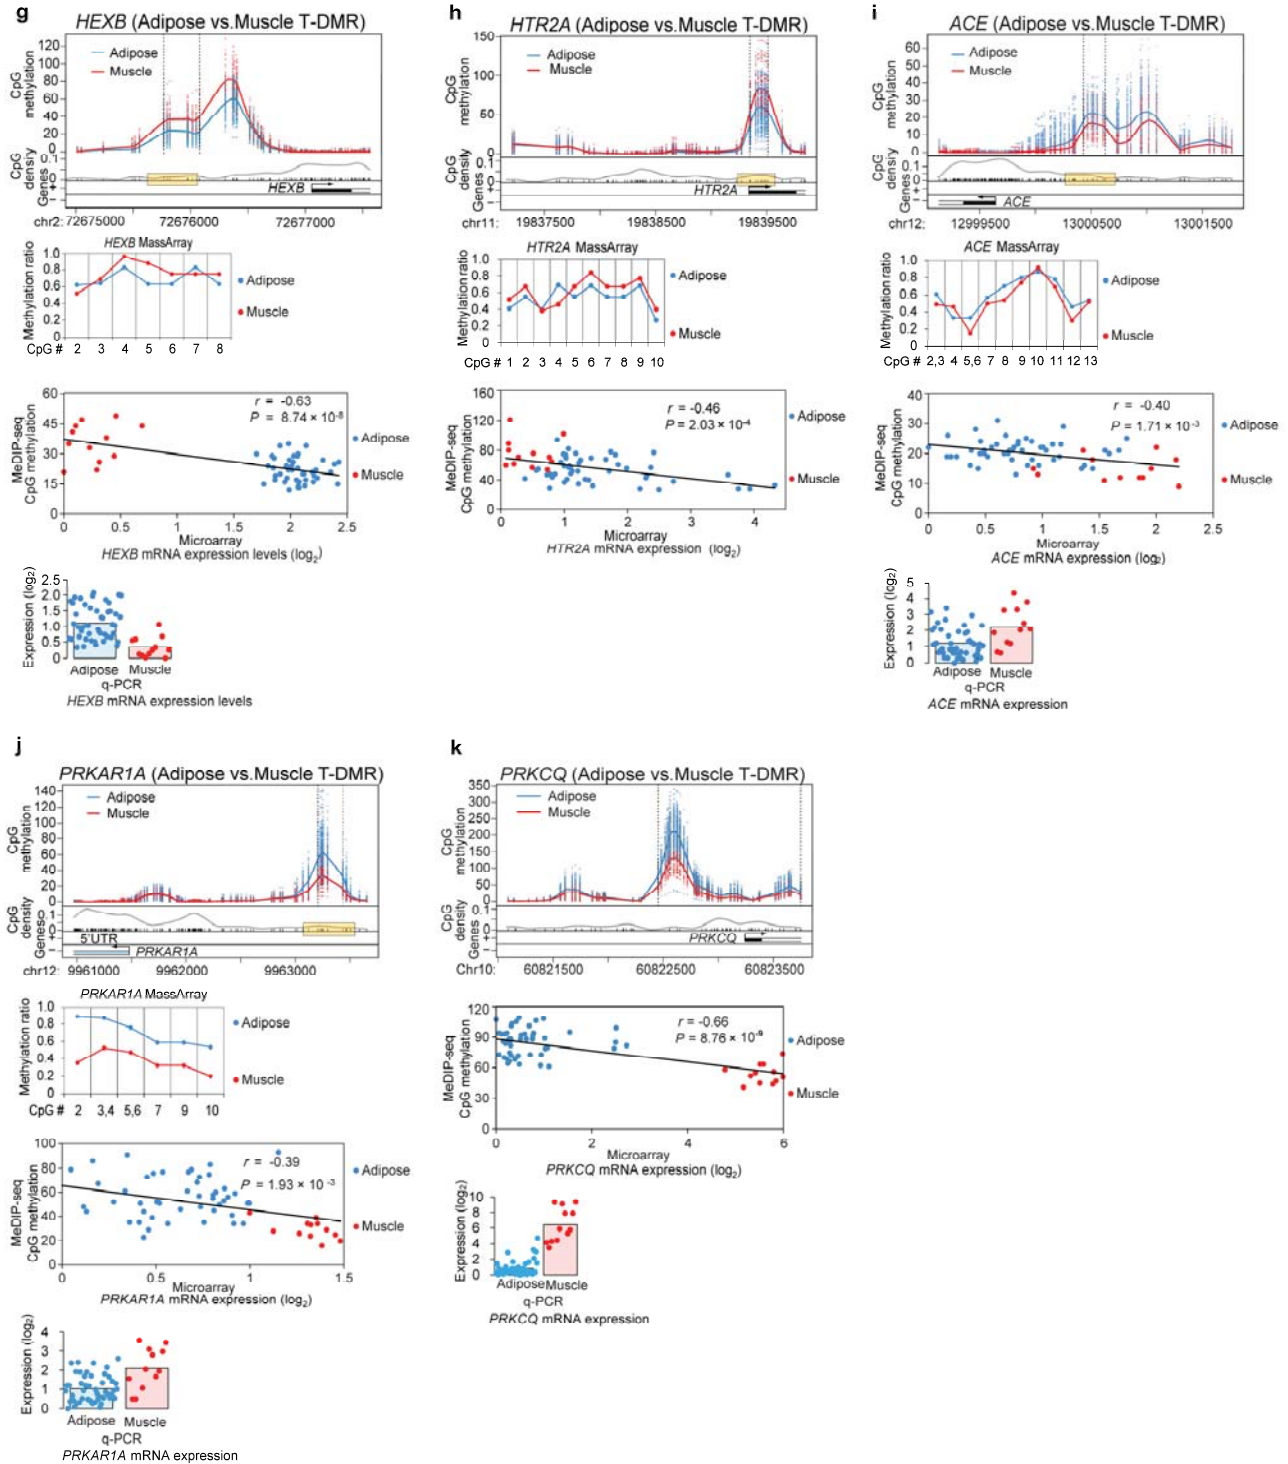 g
HEXB (Adipose vs.Muscle T-DMR)
CpG methylation
120
100
80
60
40
20
0
Adipose
Muscle
CpG density
0.1
0
Genes
+
−
HEXB
chr2: 72675000 72676000 72677000
HEXB MassArray
Methylation ratio
1.0
0.8
0.6
0.4
0.2
0
Adipose
Muscle
CpG # 2 3 4 5 6 7 8
MeDIP-seq
CpG methylation
60
45
30
15
0
r = -0.63
P = 8.74 × 10⁻⁸
Adipose
Muscle
0 0.5 1 1.5 2 2.5
Microarray
HEXB mRNA expression levels (log₂)
Expression (log₂)
2.5
2.0
1.5
1.0
0.5
0
Adipose Muscle
q-PCR
HEXB mRNA expression levels
h
HTR2A (Adipose vs.Muscle T-DMR)
CpG methylation
150
100
50
Adipose
Muscle
CpG density
0.1
0
Genes
+
−
HTR2A
chr11: 19837500 19838500 19839500
HTR2A MassArray
Methylation ratio
1.0
0.8
0.6
0.4
0.2
0
Adipose
Muscle
CpG # 1 2 3 4 5 6 7 8 9 10
MeDIP-seq
CpG methylation
160
120
80
40
0
r = -0.46
P = 2.03 × 10⁻⁴
Adipose
Muscle
0 1 2 3 4
Microarray
HTR2A mRNA expression (log₂)
i
ACE (Adipose vs.Muscle T-DMR)
CpG methylation
60
50
40
30
20
10
0
Adipose
Muscle
CpG density
0.1
0
Genes
+
−
ACE
chr12: 12999500 13000500 13001500
ACE MassArray
Methylation ratio
1.0
0.8
0.6
0.4
0.2
0
Adipose
Muscle
CpG # 2,3 4 5,6 7 8 9 10 11 12 13
MeDIP-seq
CpG methylation
40
30
20
10
0
r = -0.40
P = 1.71 × 10⁻³
Adipose
Muscle
0 0.5 1 1.5 2 2.5
Microarray
ACE mRNA expression (log₂)
Expression (log₂)
5
4
3
2
1
0
Adipose Muscle
q-PCR
ACE mRNA expression
j
PRKAR1A (Adipose vs.Muscle T-DMR)
CpG methylation
140
120
100
80
60
40
20
0
Adipose
Muscle
CpG density
0.1
0
Genes
+
−
5'UTR
PRKAR1A
chr12: 9961000 9962000 9963000
PRKAR1A MassArray
Methylation ratio
1.0
0.8
0.6
0.4
0.2
0
Adipose
Muscle
CpG # 2 3,4 5,6 7 9 10
MeDIP-seq
CpG methylation
100
80
60
40
20
0
r = -0.39
P = 1.93 × 10⁻³
Adipose
Muscle
0 0.5 1 1.5
Microarray
PRKAR1A mRNA expression (log₂)
Expression (log₂)
4
3
2
1
0
Adipose Muscle
q-PCR
PRKAR1A mRNA expression
k
PRKCQ (Adipose vs.Muscle T-DMR)
CpG methylation
350
300
250
200
150
100
50
0
Adipose
Muscle
CpG density
0.1
0
Genes
+
−
PRKCQ
Chr10: 60821500 60822500 60823500
MeDIP-seq
CpG methylation
120
90
60
30
0
r = -0.66
P = 8.76 × 10⁻⁹
Adipose
Muscle
0 2 4 6
Microarray
PRKCQ mRNA expression (log₂)
Expression (log₂)
10
8
6
4
2
0
Adipose Muscle
q-PCR
PRKCQ mRNA expression